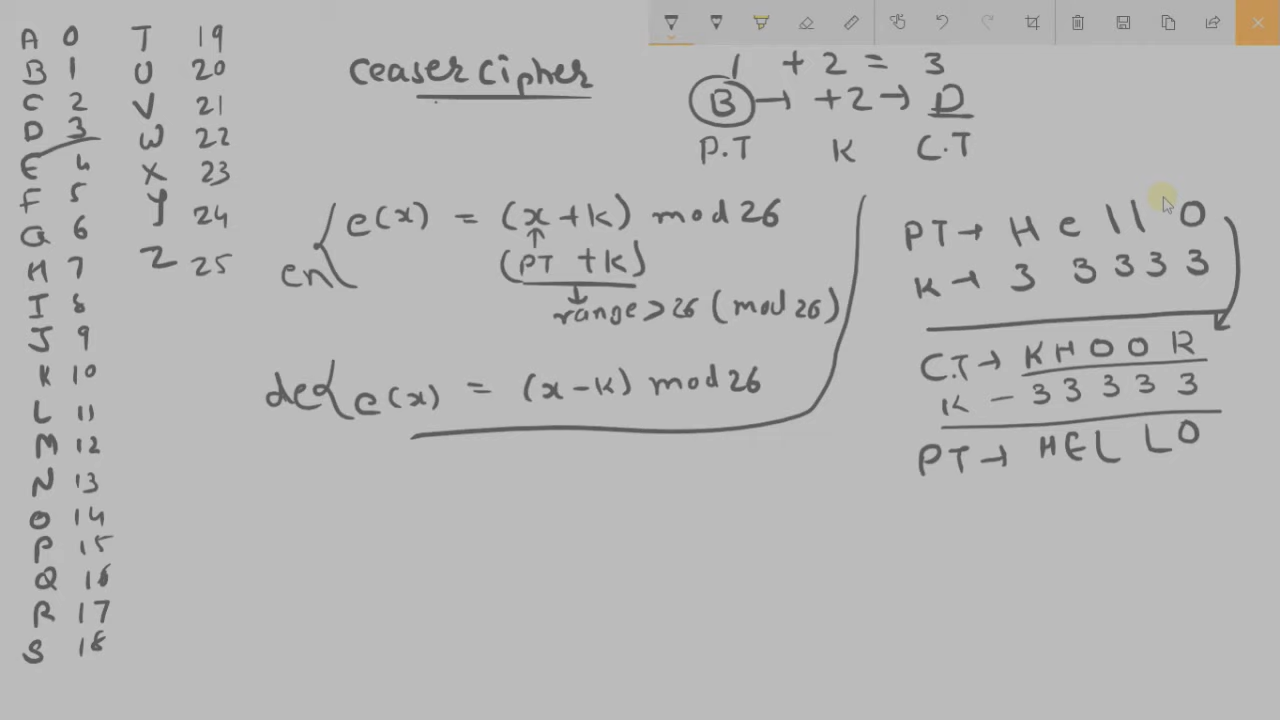 A 0 T 19
B 1 U 20
C 2 V 21
D 3 W 22
E 4 X 23
F 5 Y 24
G 6 Z 25
H 7
I 8
J 9
K 10
L 11
M 12
N 13
O 14
P 15
Q 16
R 17
S 18
Ceaser Cipher
1 + 2 = 3
B → +2 → D
P.T K C.T
en e(x) = (x + k) mod 26
(PT + k)
range > 26 (mod 26)
dec e(x) = (x - k) mod 26
PT → H e l l O
K → 3 3 3 3 3
C.T → K H O O R
K - 3 3 3 3 3
PT → H E L L O